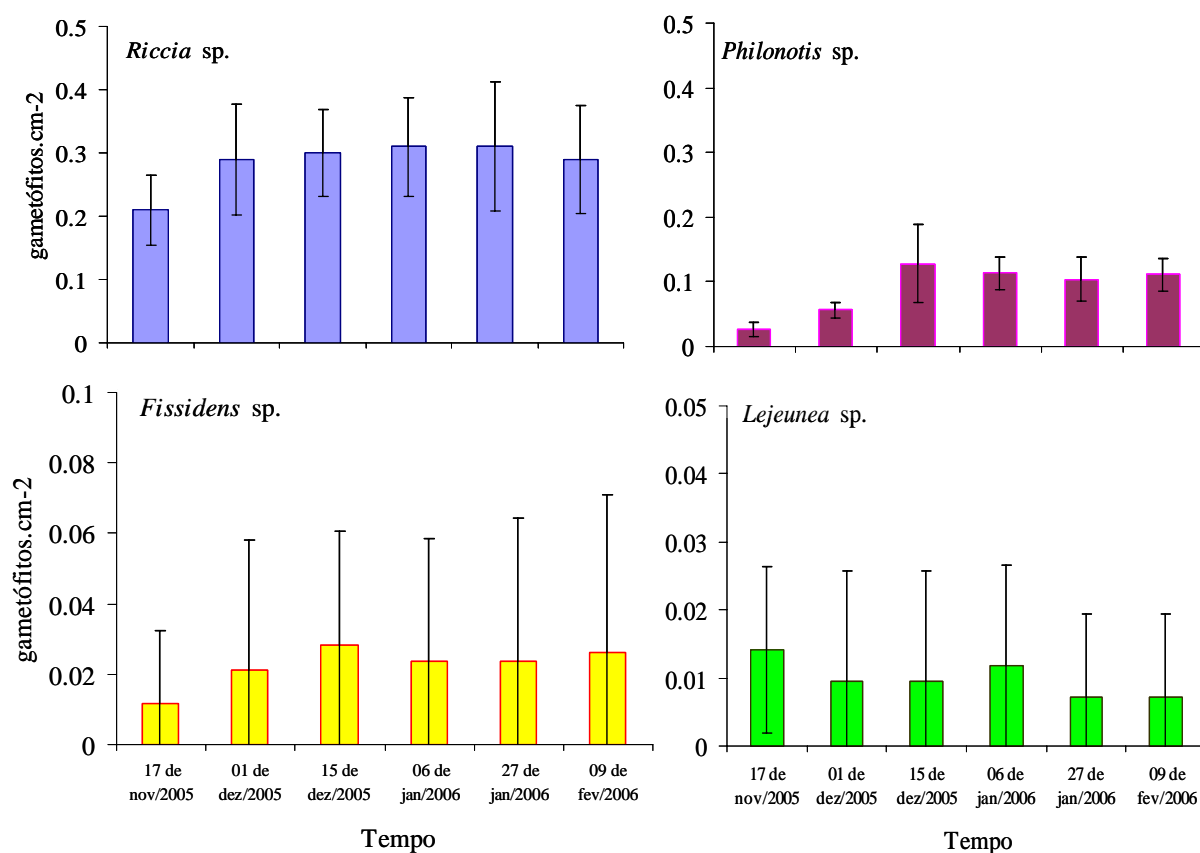 Riccia sp.
gametófitos.cm-2
0.5
0.4
0.3
0.2
0.1
0
Philonotis sp.
0.5
0.4
0.3
0.2
0.1
0
Fissidens sp.
gametófitos.cm-2
0.1
0.08
0.06
0.04
0.02
0
17 de nov/2005
01 de dez/2005
15 de dez/2005
06 de jan/2006
27 de jan/2006
09 de fev/2006
Tempo
Lejeunea sp.
0.05
0.04
0.03
0.02
0.01
0
17 de nov/2005
01 de dez/2005
15 de dez/2005
06 de jan/2006
27 de jan/2006
09 de fev/2006
Tempo